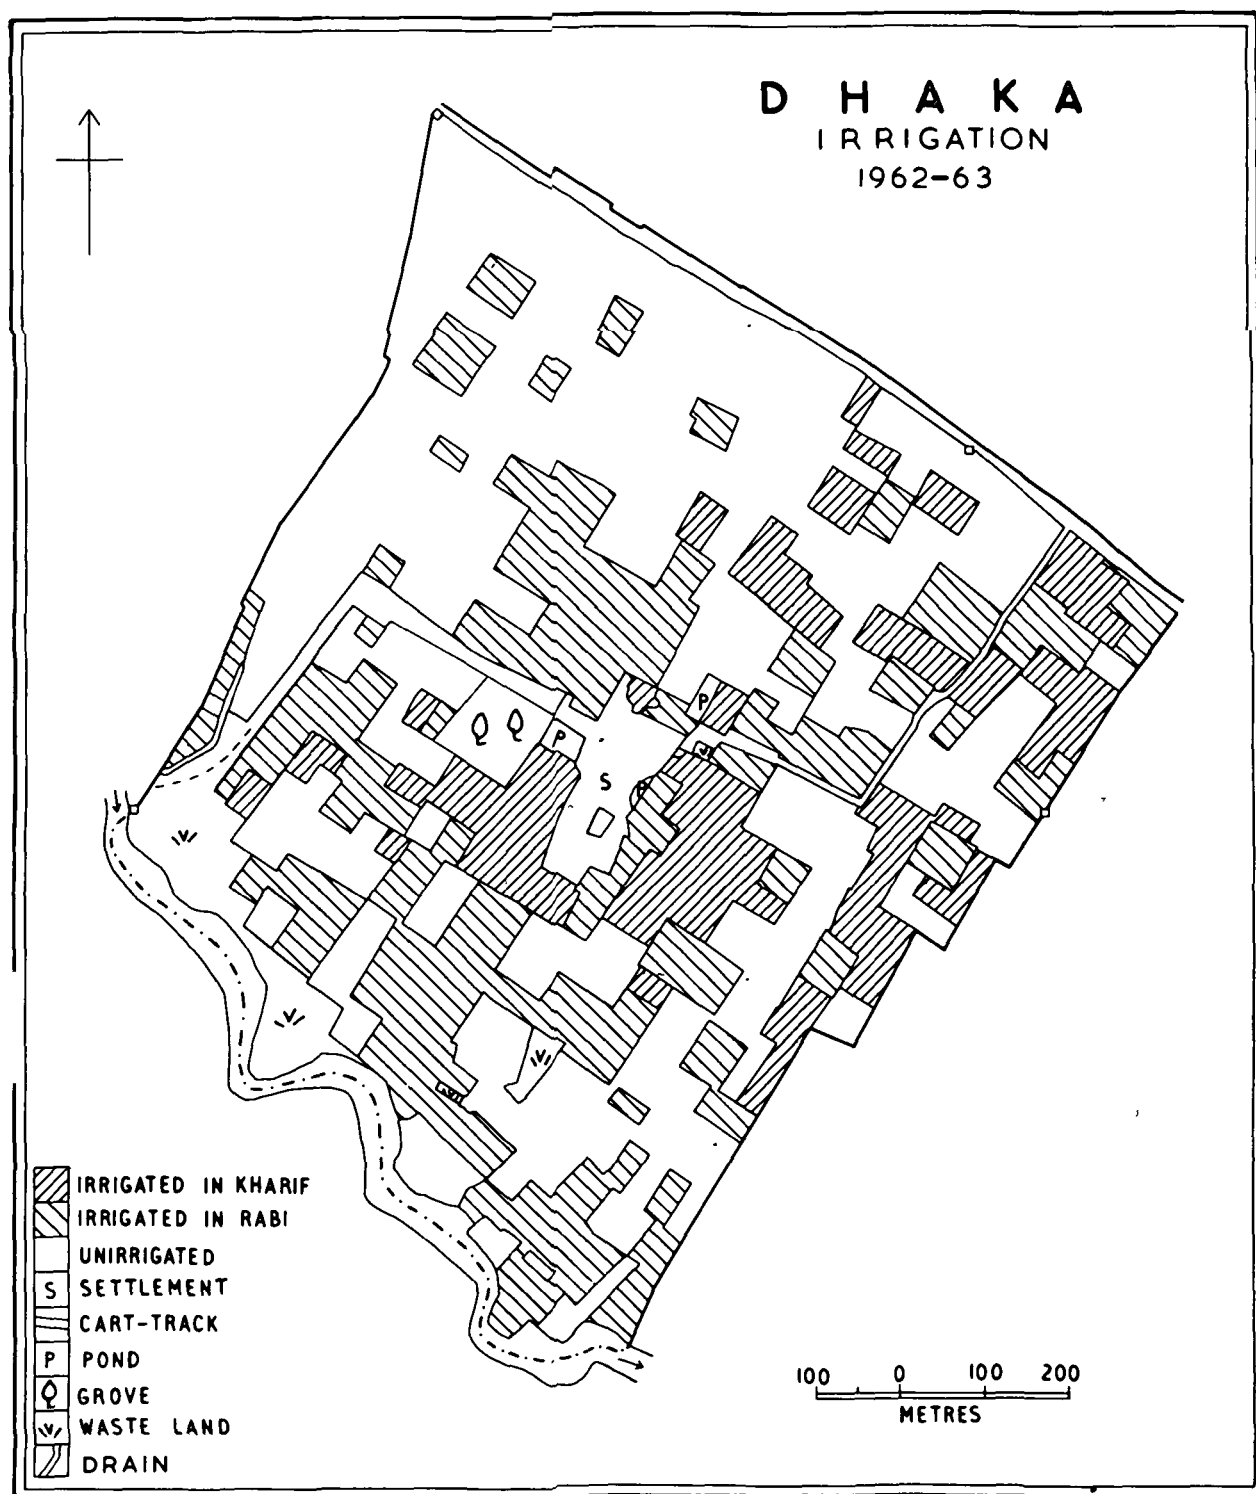 DHAKA
IRRIGATION
1962-63
P
P
S
P
IRRIGATED IN KHARIF
IRRIGATED IN RABI
UNIRRIGATED
S SETTLEMENT
CART-TRACK
P POND
GROVE
WASTE LAND
DRAIN
100 0 100 200
METRES